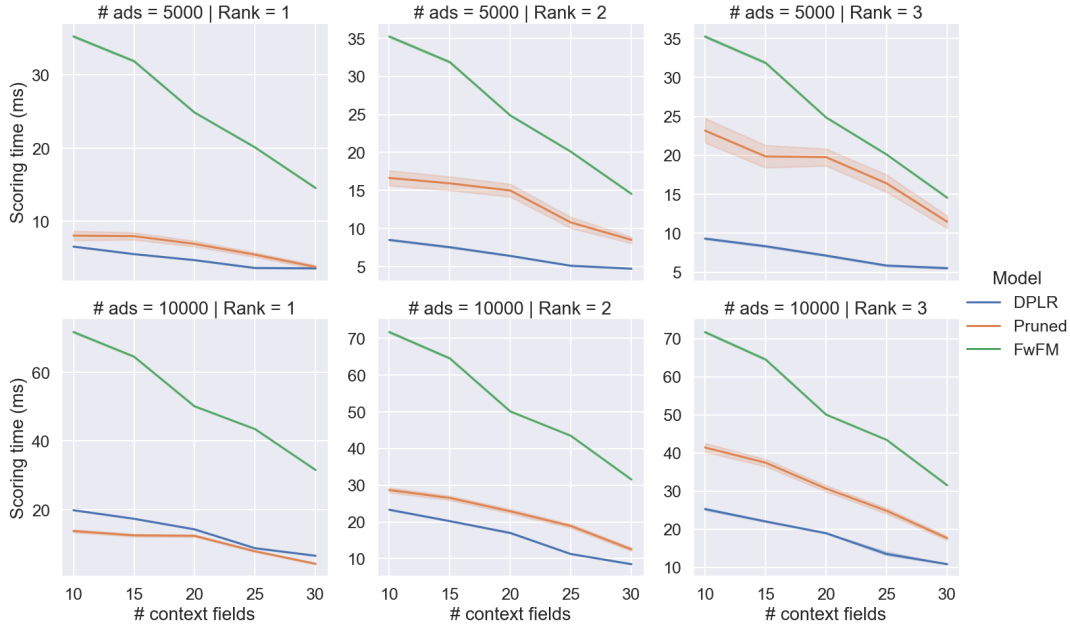 # ads = 5000 | Rank = 1
# ads = 5000 | Rank = 2
# ads = 5000 | Rank = 3
Scoring time (ms)
30
20
10
35
30
25
20
15
10
5
35
30
25
20
15
10
5
# ads = 10000 | Rank = 1
# ads = 10000 | Rank = 2
# ads = 10000 | Rank = 3
Scoring time (ms)
60
40
20
70
60
50
40
30
20
10
70
60
50
40
30
20
10
10 15 20 25 30
10 15 20 25 30
10 15 20 25 30
# context fields
# context fields
# context fields
Model
DPLR
Pruned
FwFM